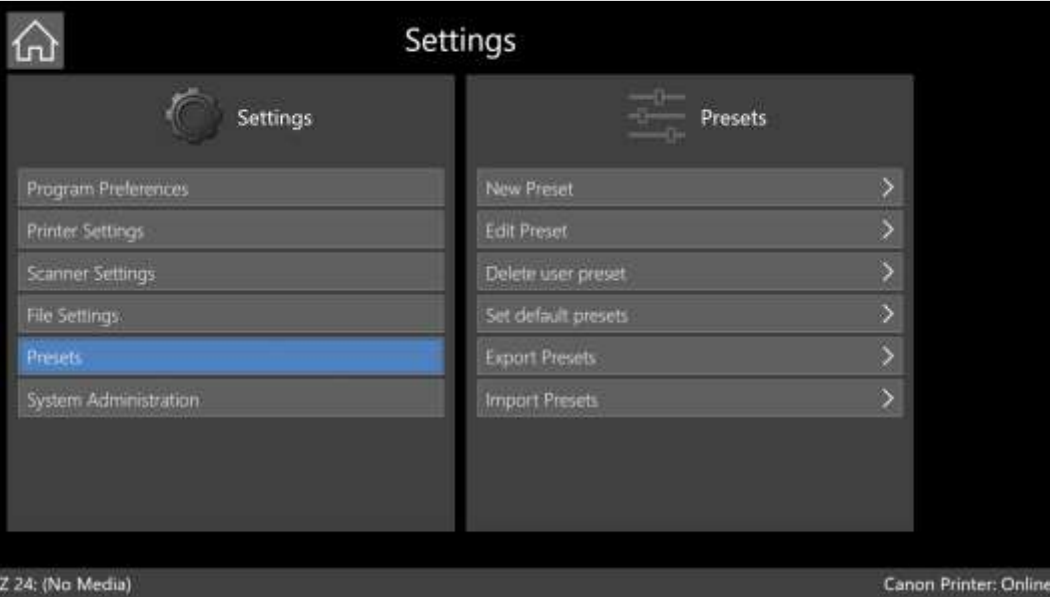 Settings
Settings
Program Preferences
Printer Settings
Scanner Settings
File Settings
Presets
System Administration
Presets
New Preset
Edit Preset
Delete user preset
Set default presets
Export Presets
Import Presets
Z 24: (No Media)
Canon Printer: Online